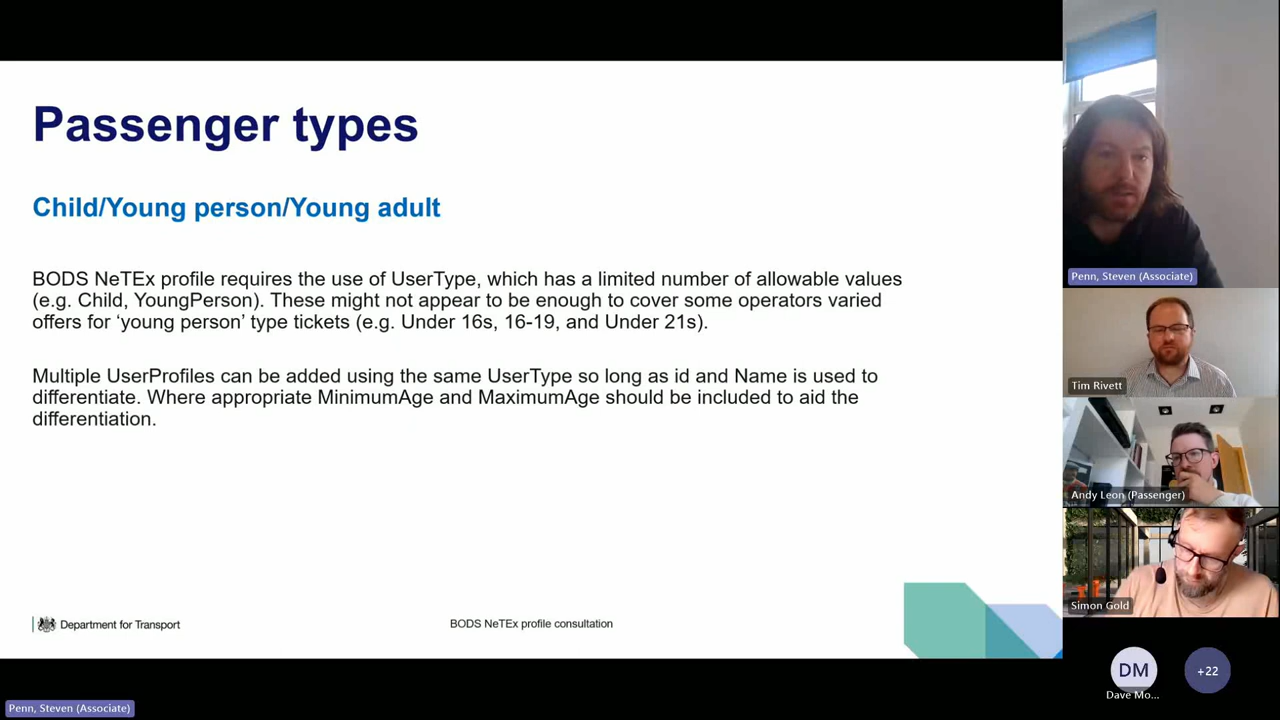 Passenger types
Child/Young person/Young adult
BODS NeTEx profile requires the use of UserType, which has a limited number of allowable values
(e.g. Child, YoungPerson). These might not appear to be enough to cover some operators varied
offers for ‘young person’ type tickets (e.g. Under 16s, 16-19, and Under 21s).
Multiple UserProfiles can be added using the same UserType so long as id and Name is used to
differentiate. Where appropriate MinimumAge and MaximumAge should be included to aid the
differentiation.
Department for Transport
BODS NeTEx profile consultation
Penn, Steven (Associate)
Tim Rivett
Andy Leon (Passenger)
Simon Gold
DM
+22
Dave Mo...
Penn, Steven (Associate)